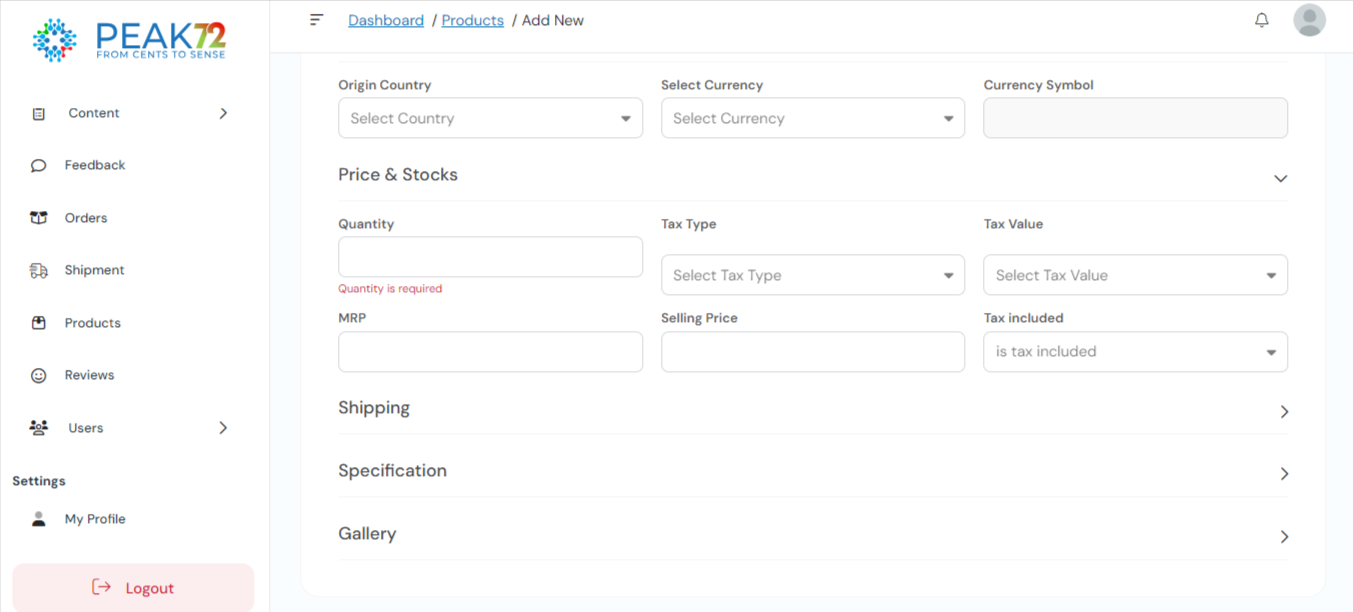 PEAK72
FROM CENTS TO SENSE
Content
Feedback
Orders
Shipment
Products
Reviews
Users
Settings
My Profile
Logout
Dashboard / Products / Add New
Origin Country Select Currency Currency Symbol
Select Country Select Currency
Price & Stocks
Quantity Tax Type Tax Value
Select Tax Type Select Tax Value
Quantity is required
MRP Selling Price Tax included
is tax included
Shipping
Specification
Gallery